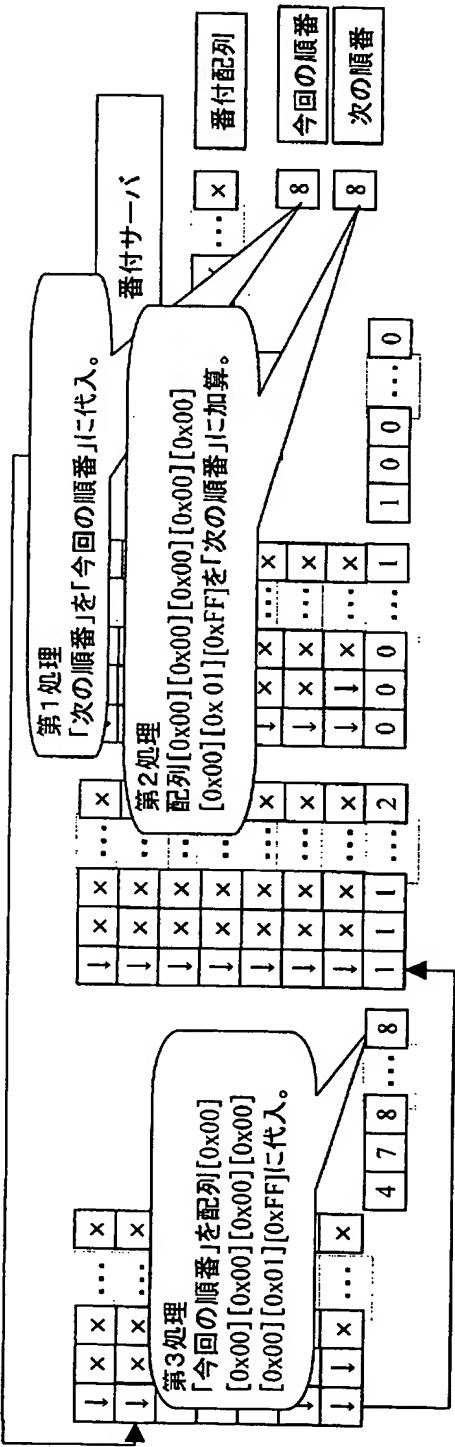 番付サーバ
第1処理
「次の順番」を「今回の順番」に代入。
第2処理
配列[0x00][0x00][0x00][0x00][0x00]
[0x00][0x01][0xFF]を「次の順番」に加算。
第3処理
「今回の順番」を配列[0x00]
[0x00][0x00][0x00][0x00]
[0x00][0x01][0xFF]に代入。
番付配列
今回の順番
次の順番
… ×
8
8
↓ × × … ×
↓ × × … ×
↓ ↓ × … ×
4 7 8 … 8
↓ × × … ×
↓ × × …
↓ × × …
↓ × × …
↓ × × … ×
↓ × × … ×
↓ × × … ×
1 1 1 … 2
↓ × × … ×
↓ × × … ×
↓ ↓ × … ×
0 0 0 … 1
1 0 0 … 0